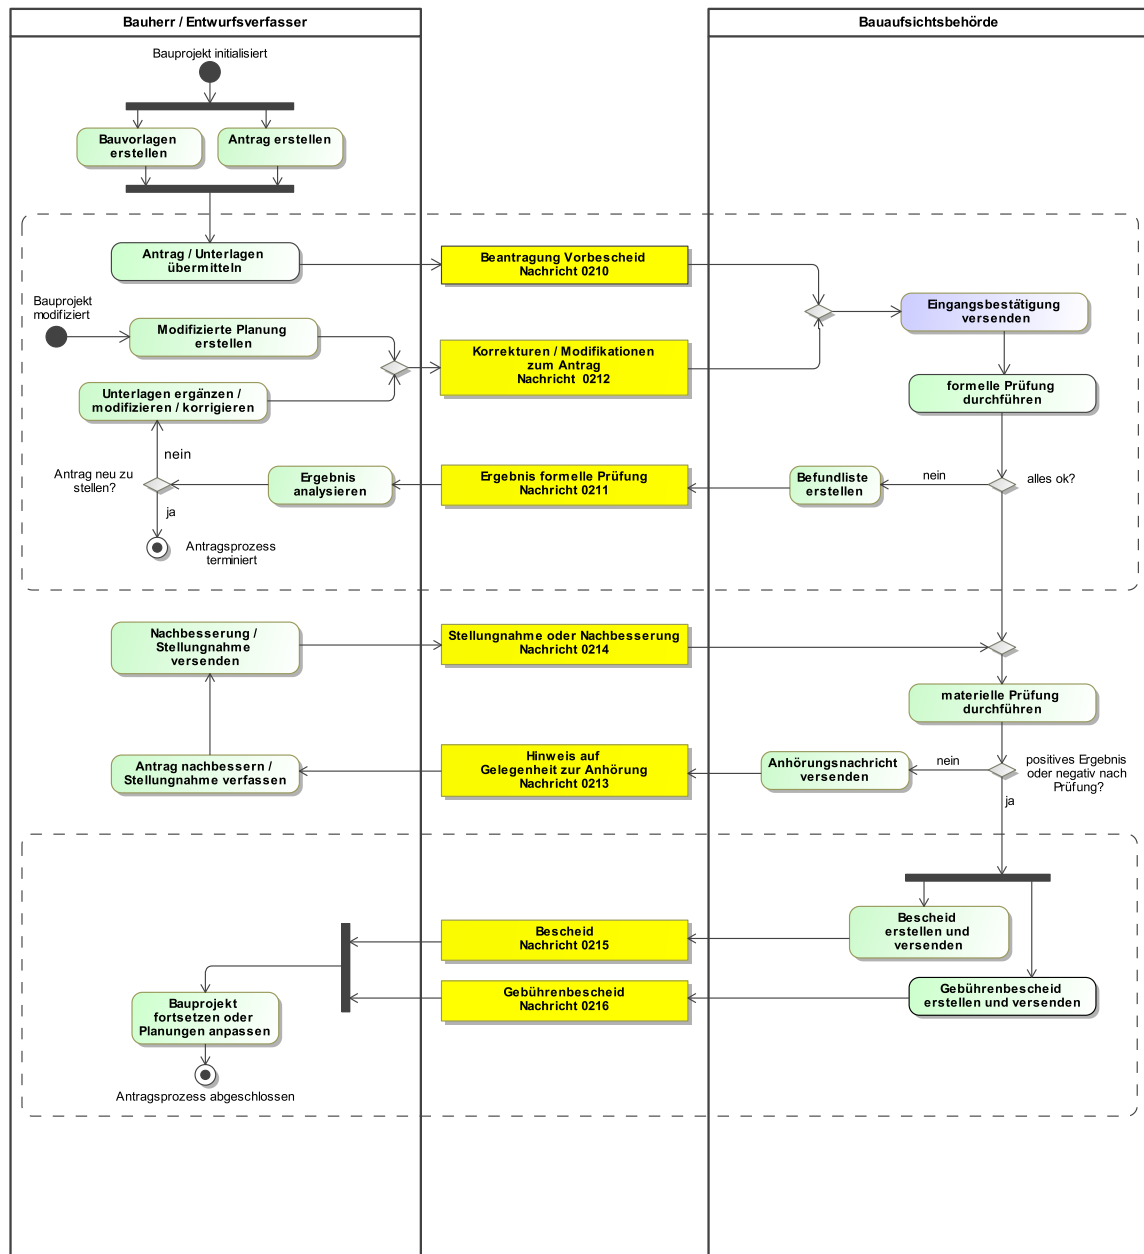 Bauherr / Entwurfsverfasser
Bauaufsichtsbehörde
Bauprojekt initialisiert
Bauvorlagen
erstellen
Antrag erstellen
Antrag / Unterlagen
übermitteln
Beantragung Vorbescheid
Nachricht 0210
Eingangsbestätigung
versenden
Bauprojekt
modifiziert
Modifizierte Planung
erstellen
Korrekturen / Modifikationen
zum Antrag
Nachricht 0212
formelle Prüfung
durchführen
Unterlagen ergänzen /
modifizieren / korrigieren
nein
Antrag neu zu
stellen?
ja
Ergebnis
analysieren
Ergebnis formelle Prüfung
Nachricht 0211
Befundliste
erstellen
nein
alles ok?
Antragsprozess
terminiert
Nachbesserung /
Stellungnahme
versenden
Stellungnahme oder Nachbesserung
Nachricht 0214
materielle Prüfung
durchführen
Antrag nachbessern /
Stellungnahme verfassen
Hinweis auf
Gelegenheit zur Anhörung
Nachricht 0213
Anhörungsnachricht
versenden
nein
positives Ergebnis
oder negativ nach
Prüfung?
ja
Bescheid
Nachricht 0215
Bescheid
erstellen und
versenden
Gebührenbescheid
Nachricht 0216
Gebührenbescheid
erstellen und versenden
Bauprojekt
fortsetzen oder
Planungen anpassen
Antragsprozess abgeschlossen